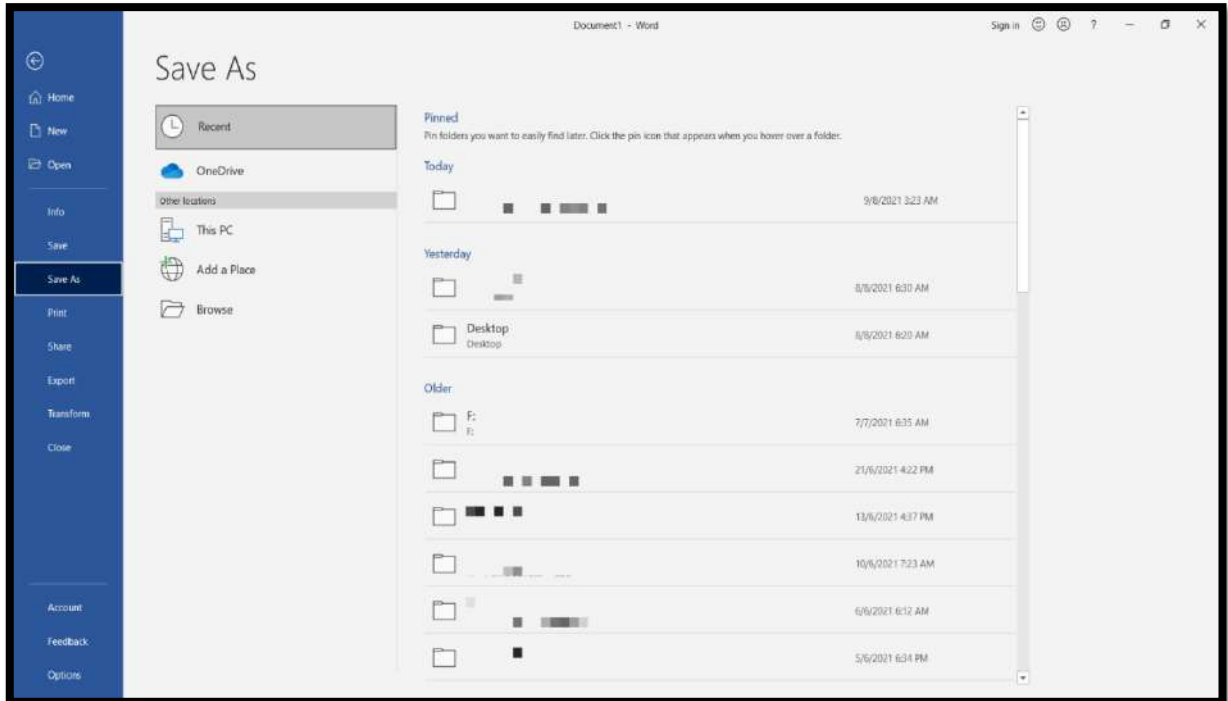 Document1 - Word
Sign in
?
Save As
Home
New
Open
Info
Save
Save As
Print
Share
Export
Transform
Close
Account
Feedback
Options
Recent
OneDrive
Other locations
This PC
Add a Place
Browse
Pinned
Pin folders you want to easily find later. Click the pin icon that appears when you hover over a folder.
Today
9/8/2021 3:23 AM
Yesterday
8/8/2021 6:30 AM
Desktop
Desktop
8/8/2021 6:20 AM
Older
F:
F:
7/7/2021 6:35 AM
21/6/2021 4:22 PM
13/6/2021 4:37 PM
10/6/2021 7:23 AM
6/6/2021 6:12 AM
5/6/2021 6:34 PM